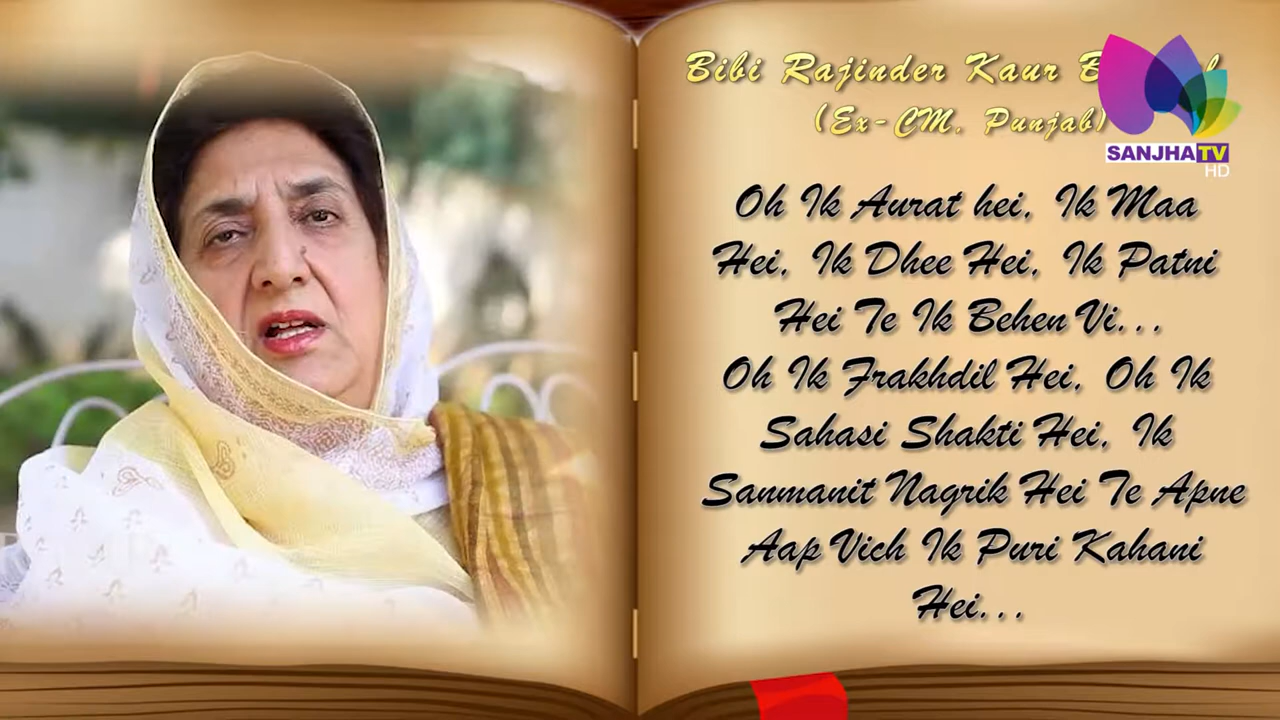 Bibi Rajinder Kaur
(Ex-CM. Punjab)
SANJHA TV
HD
Oh Ik Aurat hei, Ik Maa
Hei, Ik Dhee Hei, Ik Patni
Hei Te Ik Behen Vi...
Oh Ik Frakhdil Hei, Oh Ik
Sahasi Shakti Hei, Ik
Sanmanit Nagrik Hei Te Apne
Aap Vich Ik Puri Kahani
Hei...